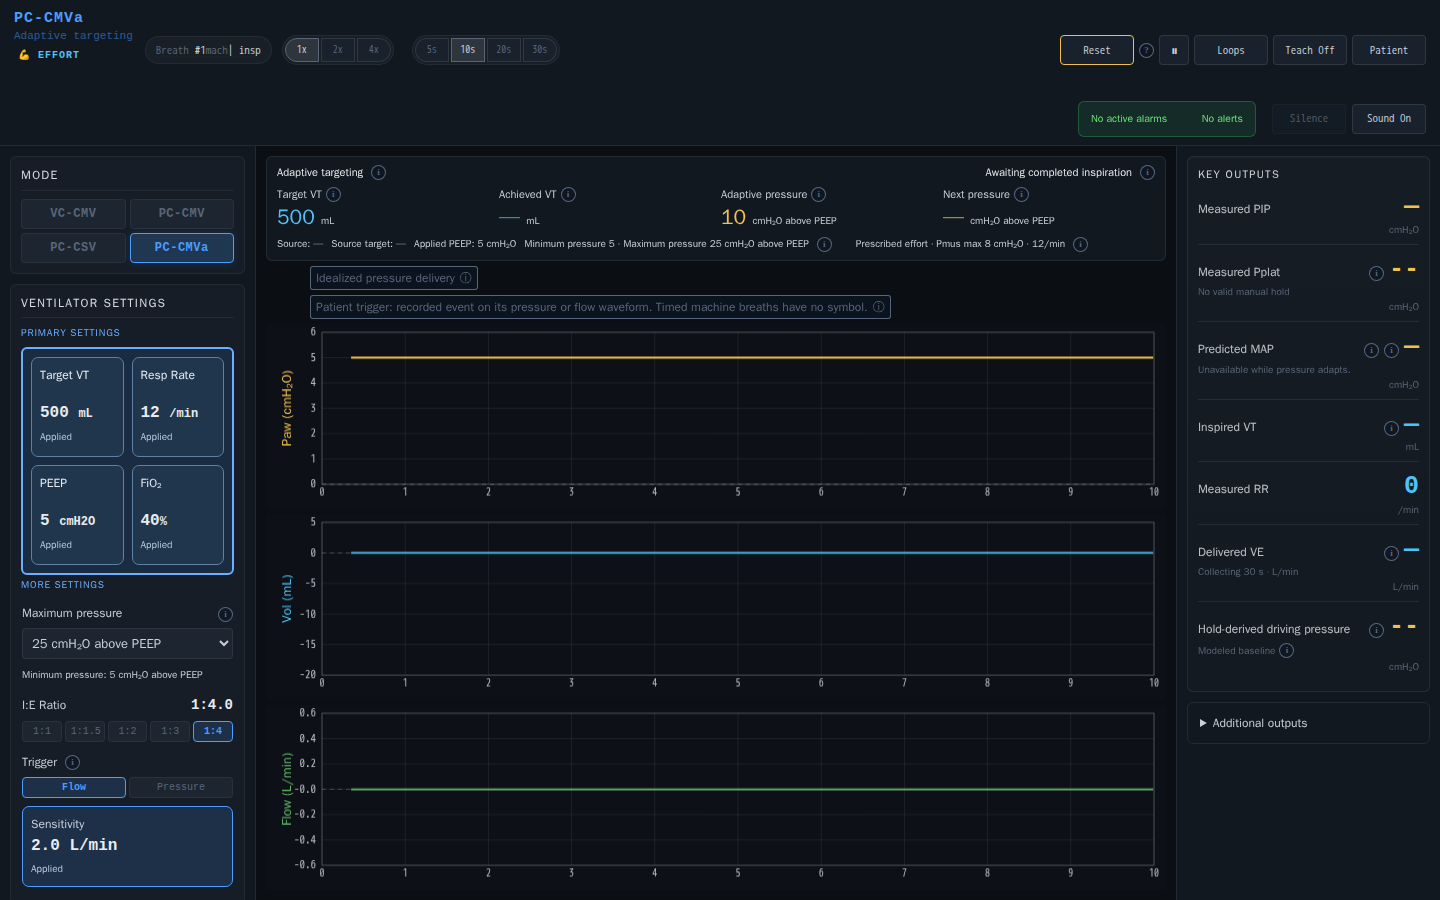 PC-CMVa
Adaptive targeting
💪 EFFORT
Breath #1 mach insp
1x 2x 4x
5s 10s 20s 30s
Reset ? ⏸ Loops Teach Off Patient
No active alarms No alerts
Silence Sound On
MODE
VC-CMV PC-CMV
PC-CSV PC-CMVa
VENTILATOR SETTINGS
PRIMARY SETTINGS
Target VT
500 mL
Applied
Resp Rate
12 /min
Applied
PEEP
5 cmH2O
Applied
FiO₂
40%
Applied
MORE SETTINGS
Maximum pressure
25 cmH₂O above PEEP
Minimum pressure: 5 cmH₂O above PEEP
I:E Ratio 1:4.0
1:1 1:1.5 1:2 1:3 1:4
Trigger
Flow Pressure
Sensitivity
2.0 L/min
Applied
Adaptive targeting Awaiting completed inspiration
Target VT Achieved VT Adaptive pressure Next pressure
500 mL — mL 10 cmH₂O above PEEP — cmH₂O above PEEP
Source: — Source target: — Applied PEEP: 5 cmH₂O Minimum pressure 5 · Maximum pressure 25 cmH₂O above PEEP Prescribed effort · Pmus max 8 cmH₂O · 12/min
Idealized pressure delivery ⓘ
Patient trigger: recorded event on its pressure or flow waveform. Timed machine breaths have no symbol. ⓘ
Paw (cmH₂O)
6
5
4
3
2
1
0
0 1 2 3 4 5 6 7 8 9 10
Vol (mL)
5
0
-5
-10
-15
-20
0 1 2 3 4 5 6 7 8 9 10
Flow (L/min)
0.6
0.4
0.2
-0.0
-0.2
-0.4
-0.6
0 1 2 3 4 5 6 7 8 9 10
KEY OUTPUTS
Measured PIP —
cmH₂O
Measured Pplat --
No valid manual hold
cmH₂O
Predicted MAP —
Unavailable while pressure adapts.
cmH₂O
Inspired VT —
mL
Measured RR 0
/min
Delivered VE —
Collecting 30 s · L/min
L/min
Hold-derived driving pressure --
Modeled baseline
cmH₂O
▶ Additional outputs